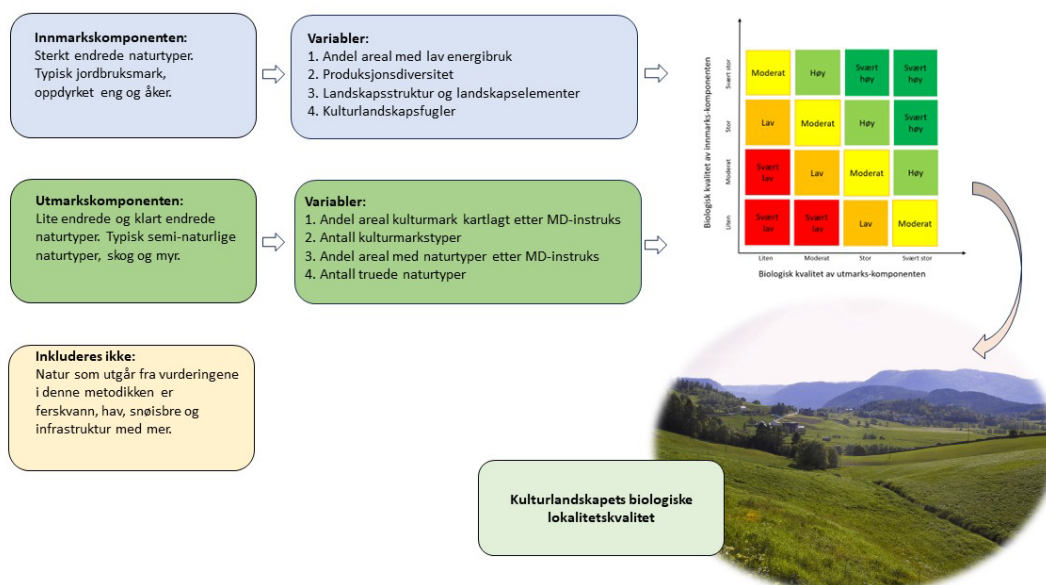 Innmarkskomponenten:
Sterkt endrede naturtyper.
Typisk jordbruksmark,
oppdyrket eng og åker.
Variabler:
1. Andel areal med lav energibruk
2. Produksjonsdiversitet
3. Landskapsstruktur og landskapselementer
4. Kulturlandskapsfugler
Utmarkskomponenten:
Lite endrede og klart endrede
naturtyper. Typisk semi-naturlige
naturtyper, skog og myr.
Variabler:
1. Andel areal kulturmark kartlagt etter MD-instruks
2. Antall kulturmarkstyper
3. Andel areal med naturtyper etter MD-instruks
4. Antall truede naturtyper
Inkluderes ikke:
Natur som utgår fra vurderingene
i denne metodikken er
ferskvann, hav, snøisbre og
infrastruktur med mer.
Biologisk kvalitet av innmarks-komponenten
Svært stor
Moderat
Høy
Svært
høy
Svært
høy
Stor
Lav
Moderat
Høy
Svært
høy
Moderat
Svært
lav
Lav
Moderat
Høy
Liten
Svært
lav
Svært
lav
Lav
Moderat
Liten
Moderat
Stor
Svært stor
Biologisk kvalitet av utmarks-komponenten
Kulturlandskapets biologiske
lokalitetskvalitet